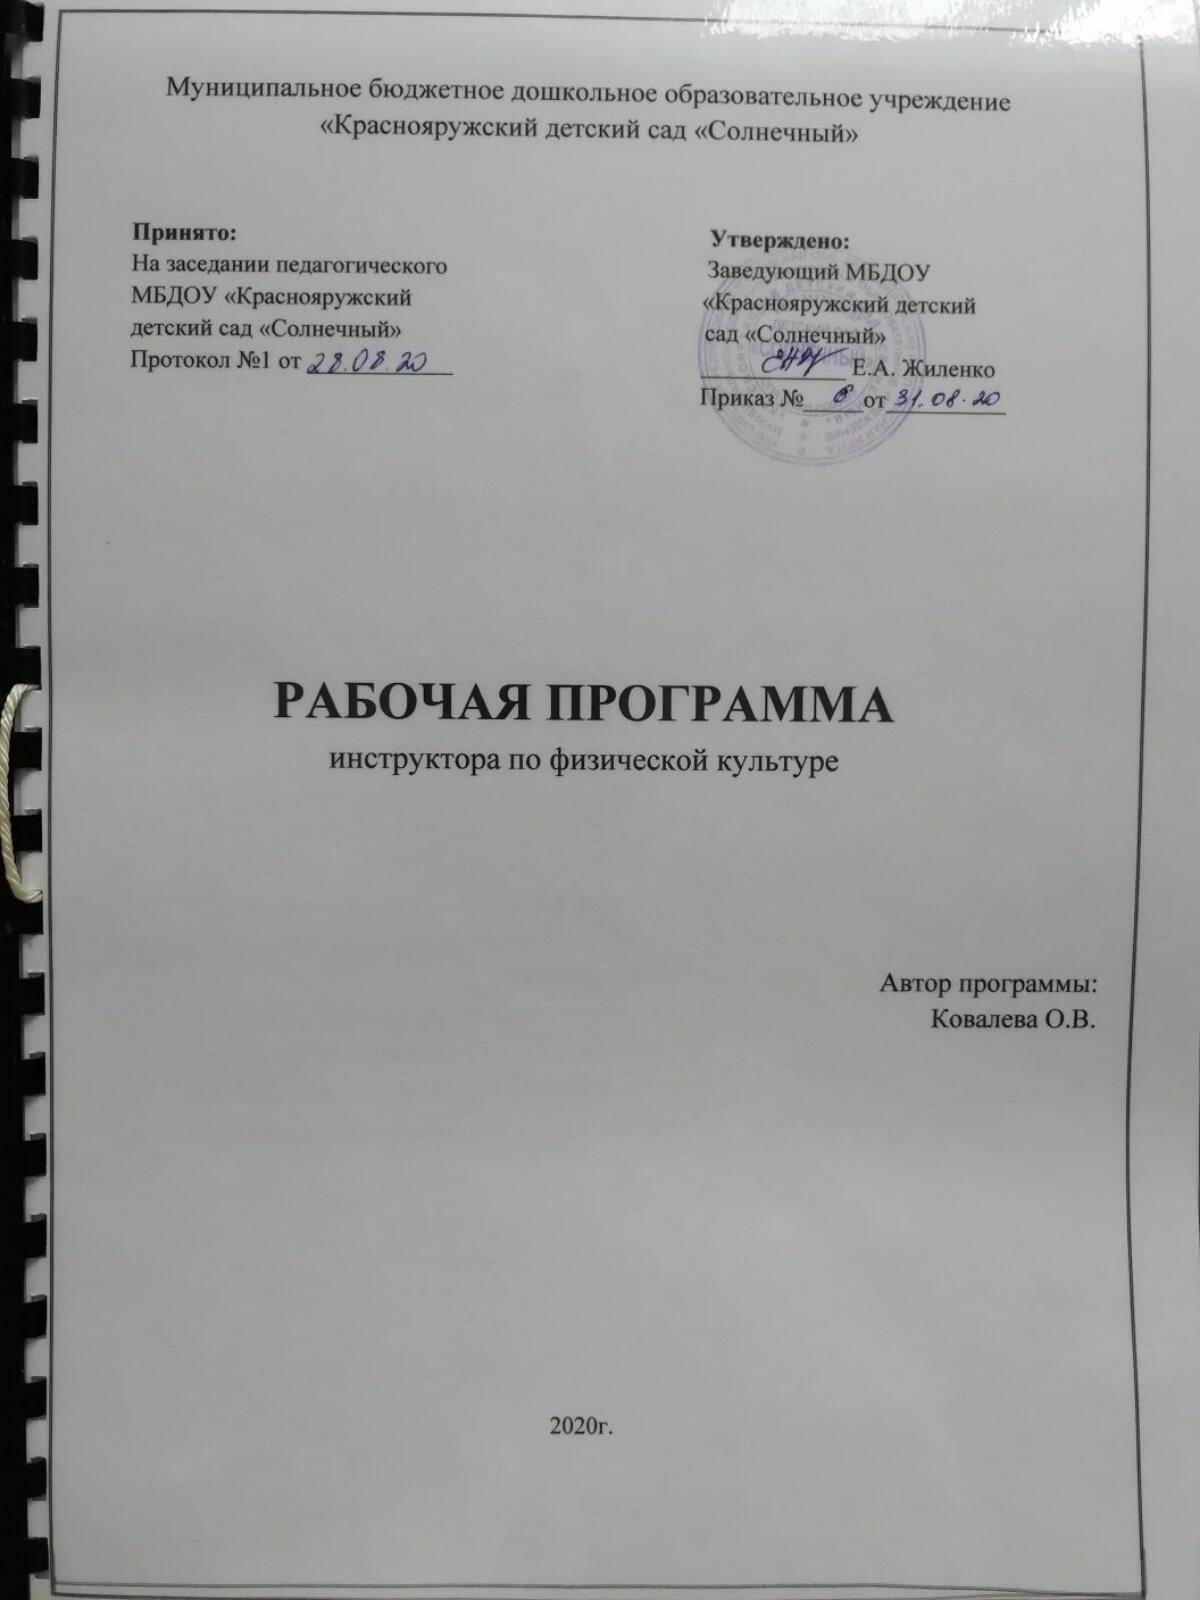 Муниципальное бюджетное дошкольное образовательное учреждение
«Краснояружский детский сад «Солнечный»
Принято:
На заседании педагогического
МБДОУ «Краснояружский
детский сад «Солнечный»
Протокол №1 от 28.08.20
Утверждено:
Заведующий МБДОУ
«Краснояружский детский
сад «Солнечный»
Е.А. Жиленко
Приказ № 6 от 31.08.20
РАБОЧАЯ ПРОГРАММА
инструктора по физической культуре
Автор программы:
Ковалева О.В.
2020г.